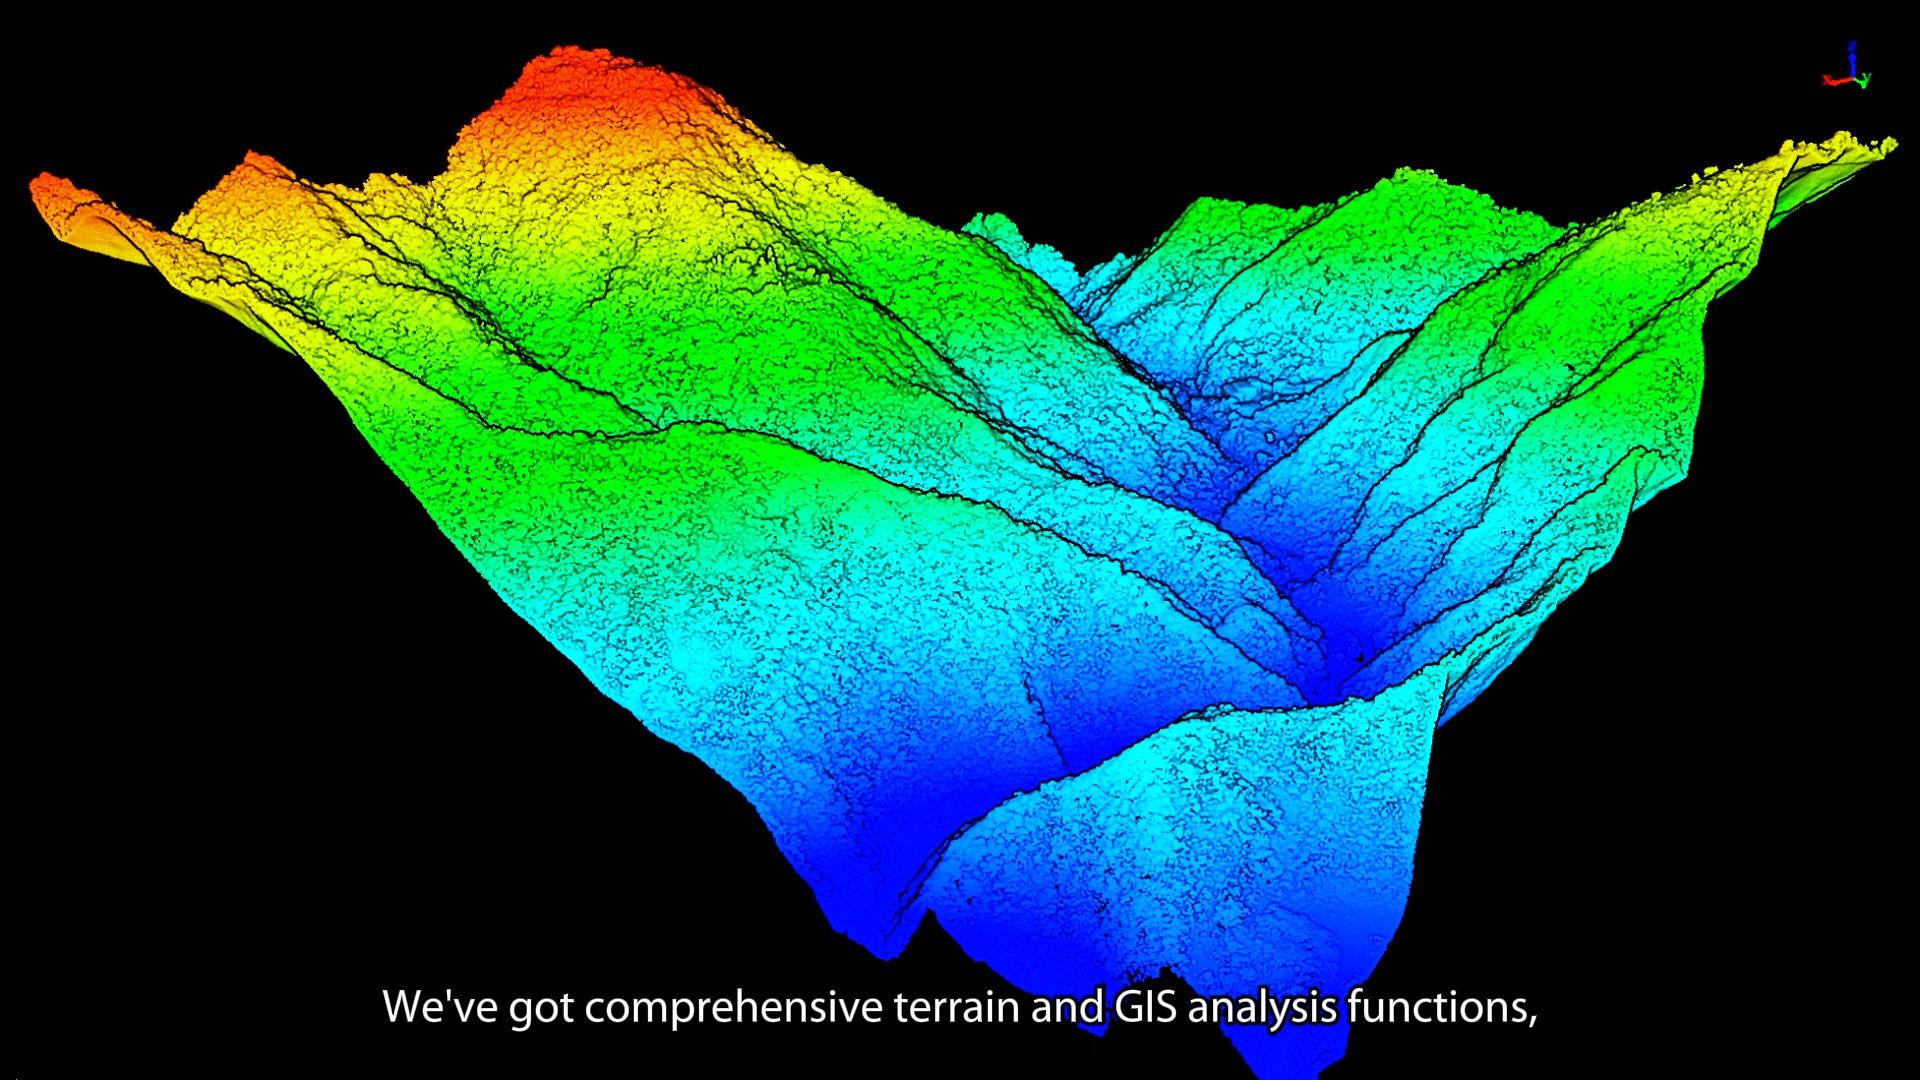 Z
X
Y
We've got comprehensive terrain and GIS analysis functions,